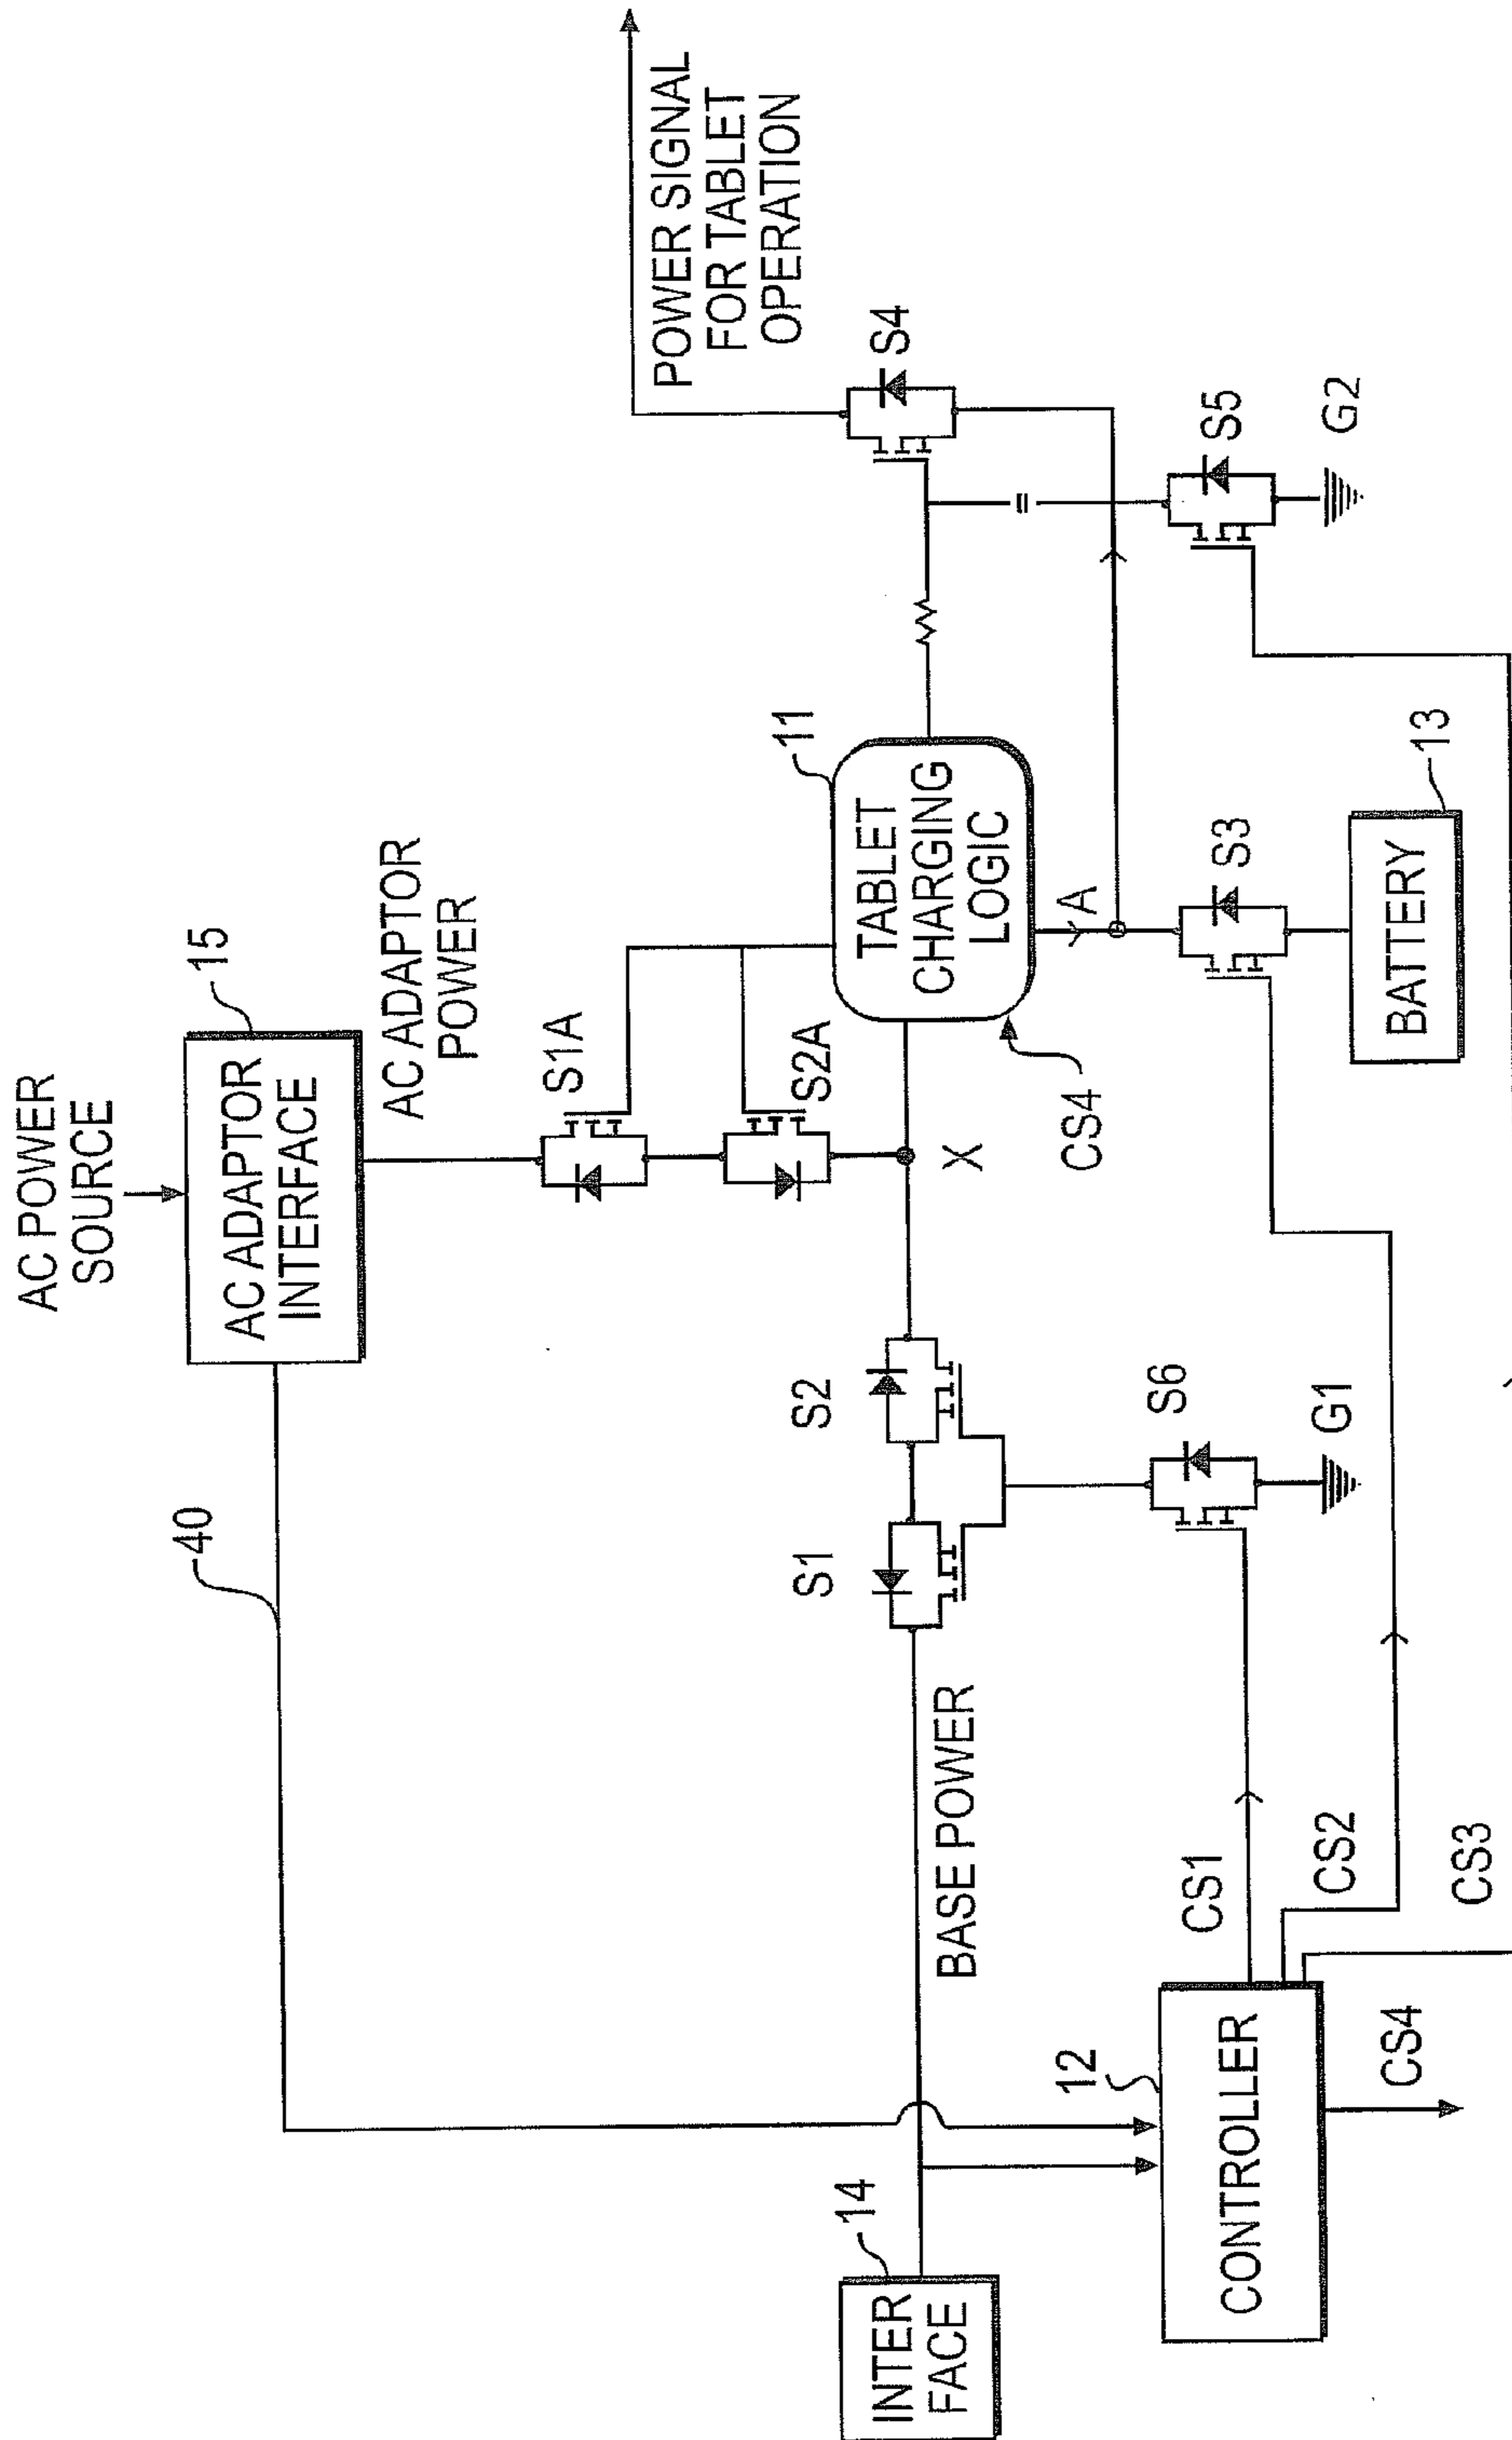 AC POWER
SOURCE
15
AC ADAPTOR
INTERFACE
40
AC ADAPTOR
POWER
S1A
S2A
POWER SIGNAL
FOR TABLET
OPERATION
11
TABLET
CHARGING
LOGIC
S4
X
A
CS4
S1
S2
S6
G1
S3
BATTERY
13
S5
G2
BASE POWER
14
INTER
FACE
12
CONTROLLER
CS1
CS2
CS3
CS4